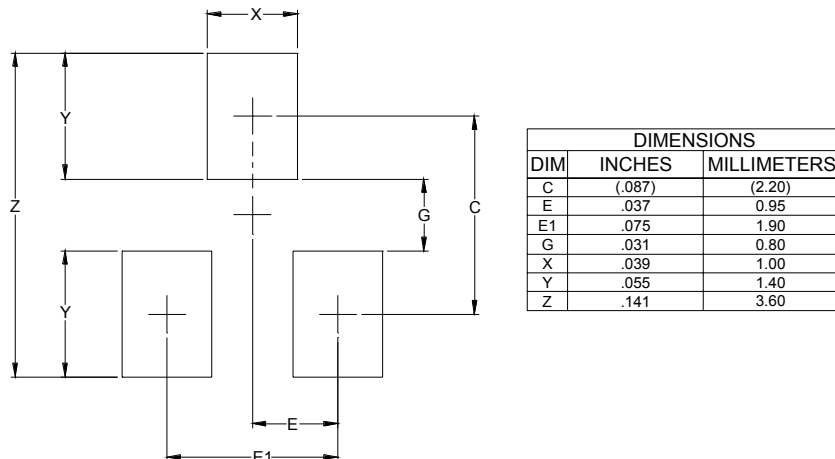 X
Y
Z
G
C
Y
E
E1
DIMENSIONS
DIM INCHES MILLIMETERS
C (.087) (2.20)
E .037 0.95
E1 .075 1.90
G .031 0.80
X .039 1.00
Y .055 1.40
Z .141 3.60